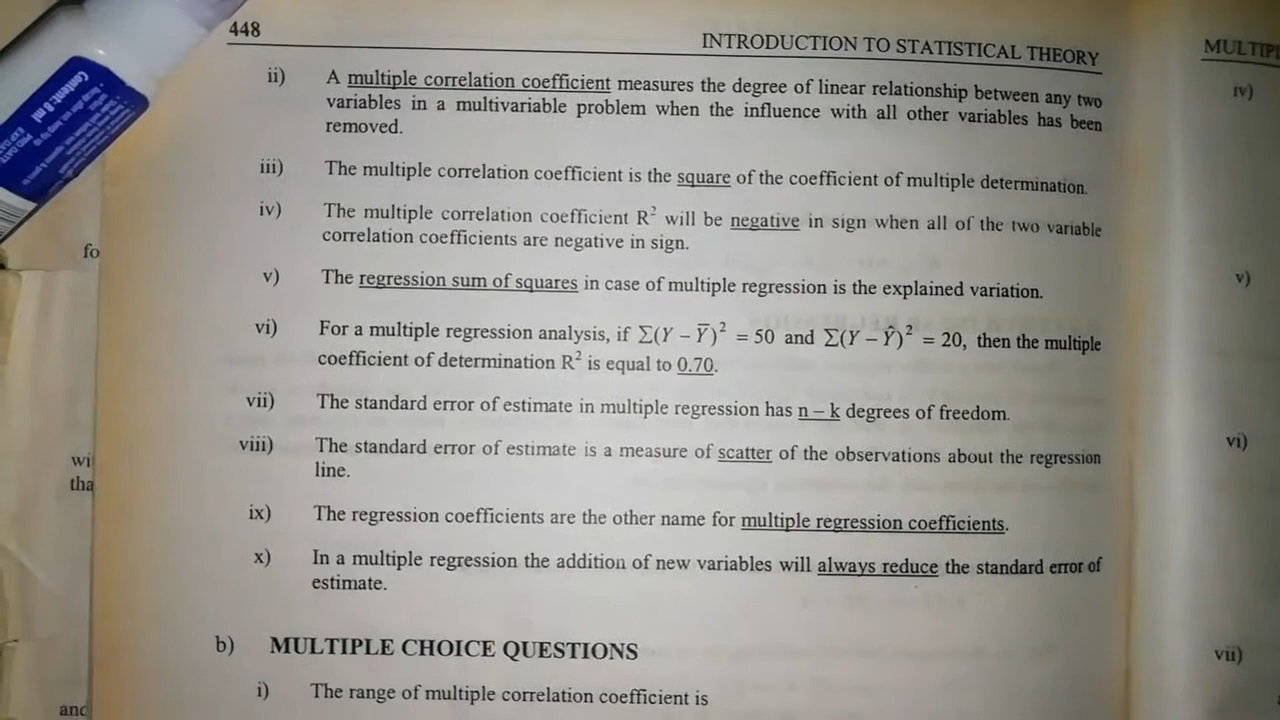 448
INTRODUCTION TO STATISTICAL THEORY
ii) A multiple correlation coefficient measures the degree of linear relationship between any two
variables in a multivariable problem when the influence with all other variables has been
removed.
iii) The multiple correlation coefficient is the square of the coefficient of multiple determination.
iv) The multiple correlation coefficient R² will be negative in sign when all of the two variable
correlation coefficients are negative in sign.
v) The regression sum of squares in case of multiple regression is the explained variation.
vi) For a multiple regression analysis, if Σ(Y – Ȳ)² = 50 and Σ(Y – Ŷ)² = 20, then the multiple
coefficient of determination R² is equal to 0.70.
vii) The standard error of estimate in multiple regression has n – k degrees of freedom.
viii) The standard error of estimate is a measure of scatter of the observations about the regression
line.
ix) The regression coefficients are the other name for multiple regression coefficients.
x) In a multiple regression the addition of new variables will always reduce the standard error of
estimate.
b) MULTIPLE CHOICE QUESTIONS
i) The range of multiple correlation coefficient is
Content: 8 ml
fo
wi
tha
and
MULTIPL
iv)
v)
vi)
vii)